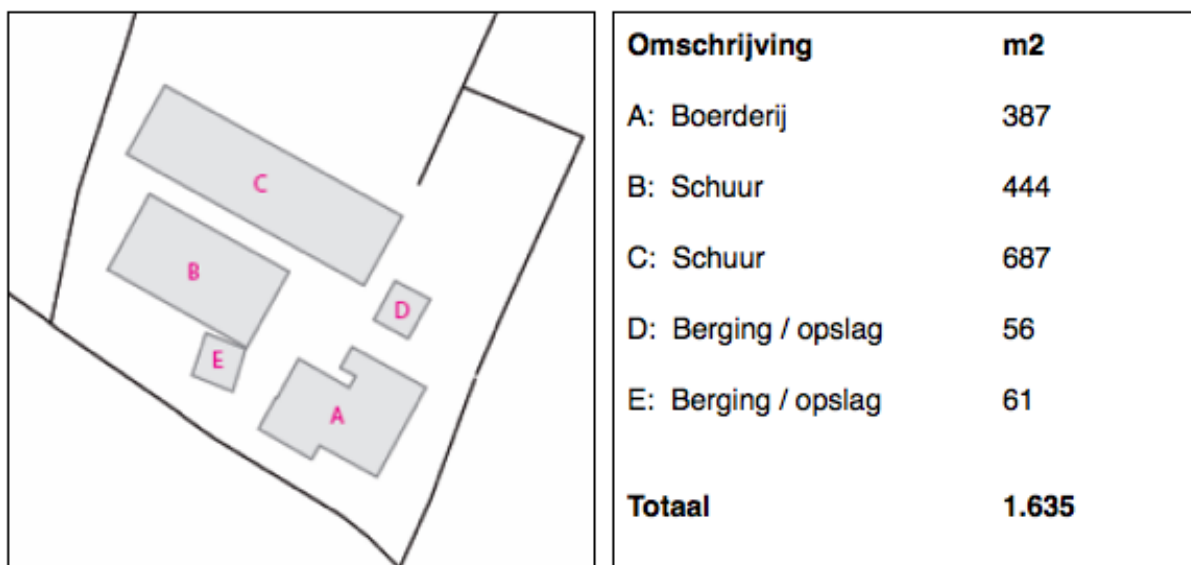 C
B
D
E
A
Omschrijving m2
A: Boerderij 387
B: Schuur 444
C: Schuur 687
D: Berging / opslag 56
E: Berging / opslag 61
Totaal 1.635